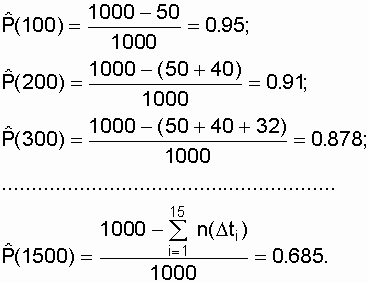 P̂(100) = (1000 − 50) / 1000 = 0.95;
P̂(200) = (1000 − (50 + 40)) / 1000 = 0.91;
P̂(300) = (1000 − (50 + 40 + 32)) / 1000 = 0.878;
........................................................
P̂(1500) = (1000 − ∑_{i=1}^{15} n(Δt_i)) / 1000 = 0.685.